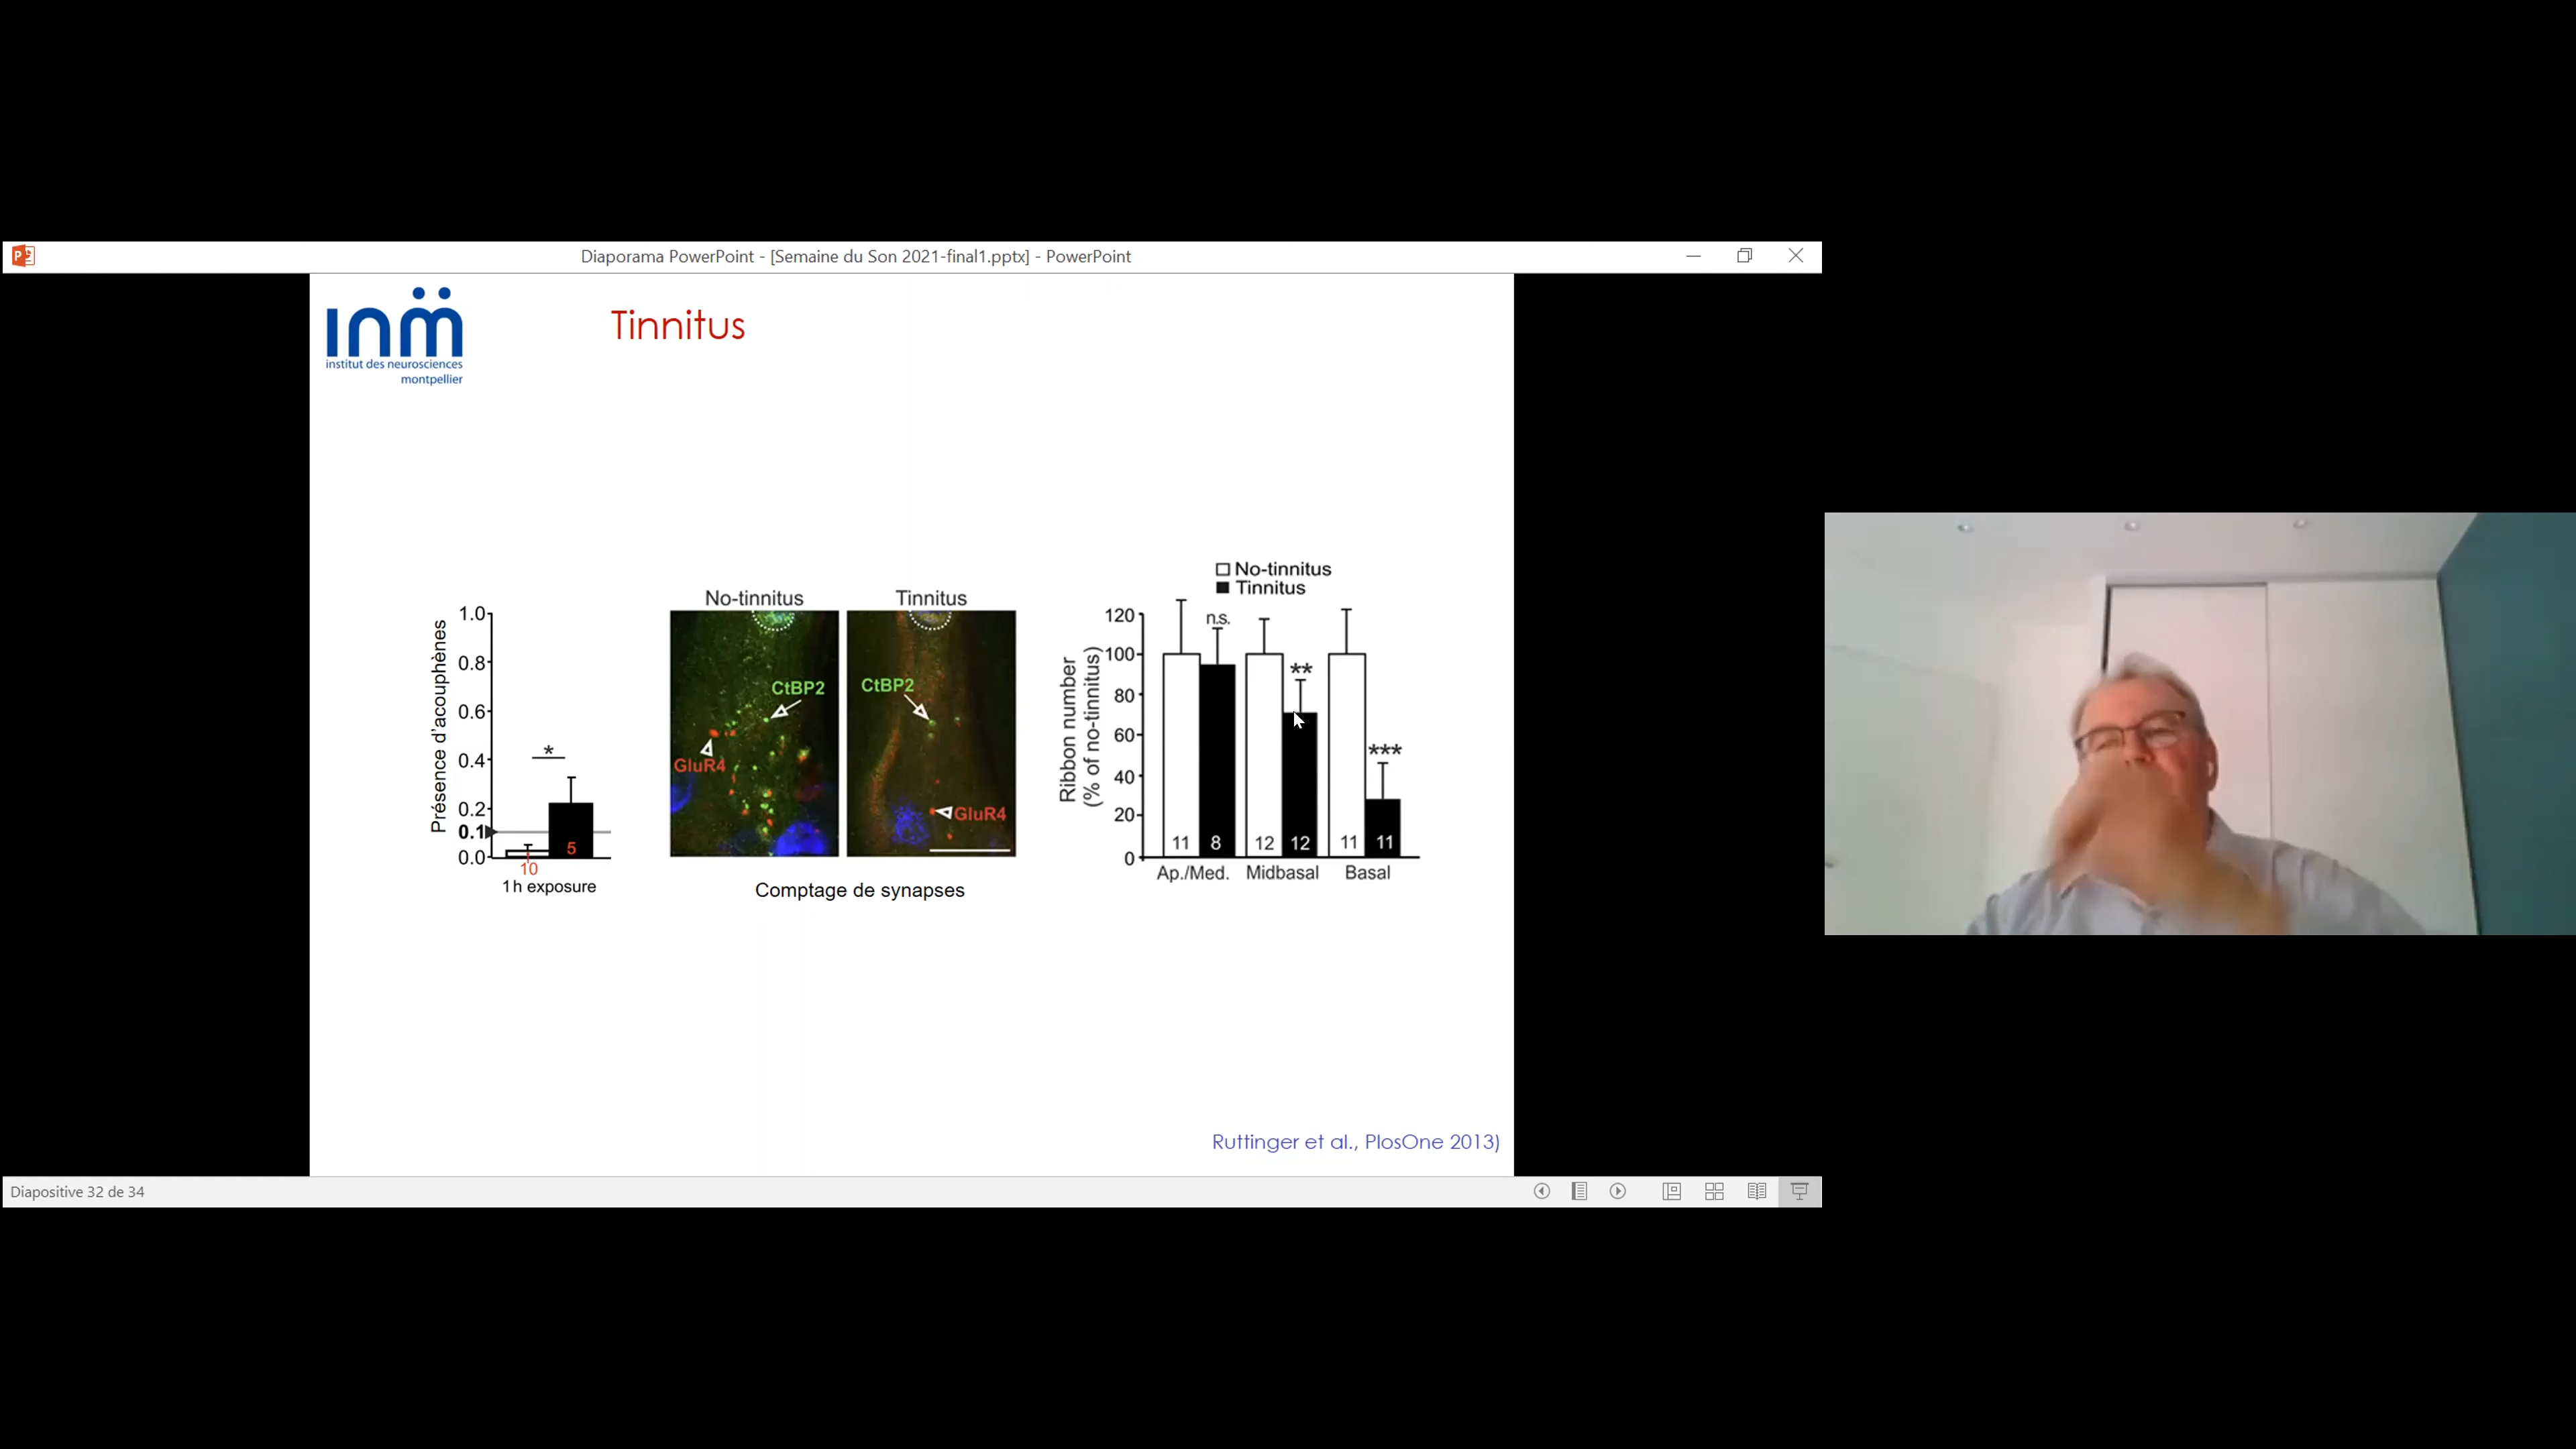 Diaporama PowerPoint - [Semaine du Son 2021-final1.pptx] - PowerPoint
inm
institut des neurosciences
montpellier
Tinnitus
Présence d'acouphènes
1.0
0.8
0.6
0.4
0.2
0.1
0.0
*
10
5
1h exposure
No-tinnitus
Tinnitus
CtBP2
GluR4
CtBP2
GluR4
Comptage de synapses
No-tinnitus
Tinnitus
Ribbon number
(% of no-tinnitus)
120
100
80
60
40
20
0
n.s.
**
***
11 8 12 12 11 11
Ap./Med. Midbasal Basal
Ruttinger et al., PlosOne 2013)
Diapositive 32 de 34